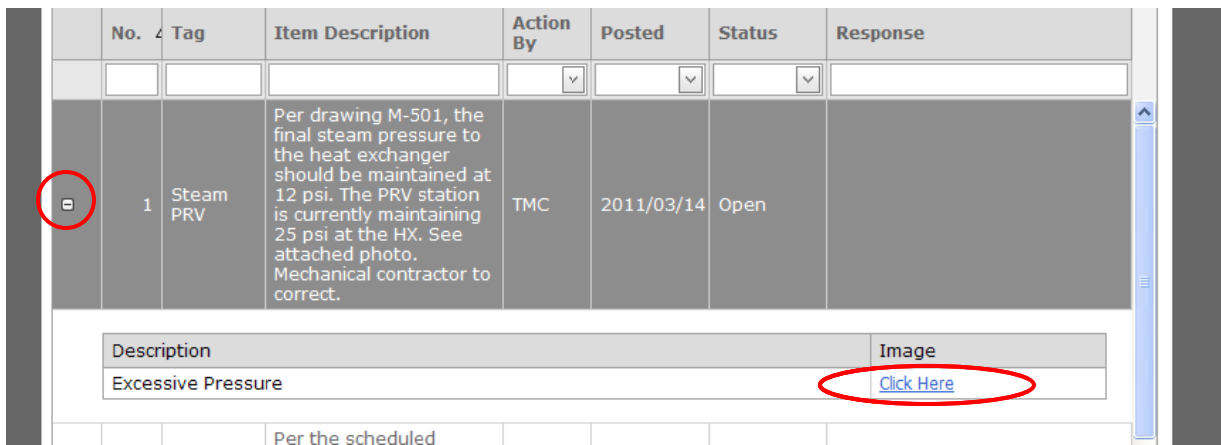 No. Tag Item Description Action By Posted Status Response
1 Steam PRV
Per drawing M-501, the
final steam pressure to
the heat exchanger
should be maintained at
12 psi. The PRV station
is currently maintaining
25 psi at the HX. See
attached photo.
Mechanical contractor to
correct.
TMC 2011/03/14 Open
Description Image
Excessive Pressure Click Here
Per the scheduled